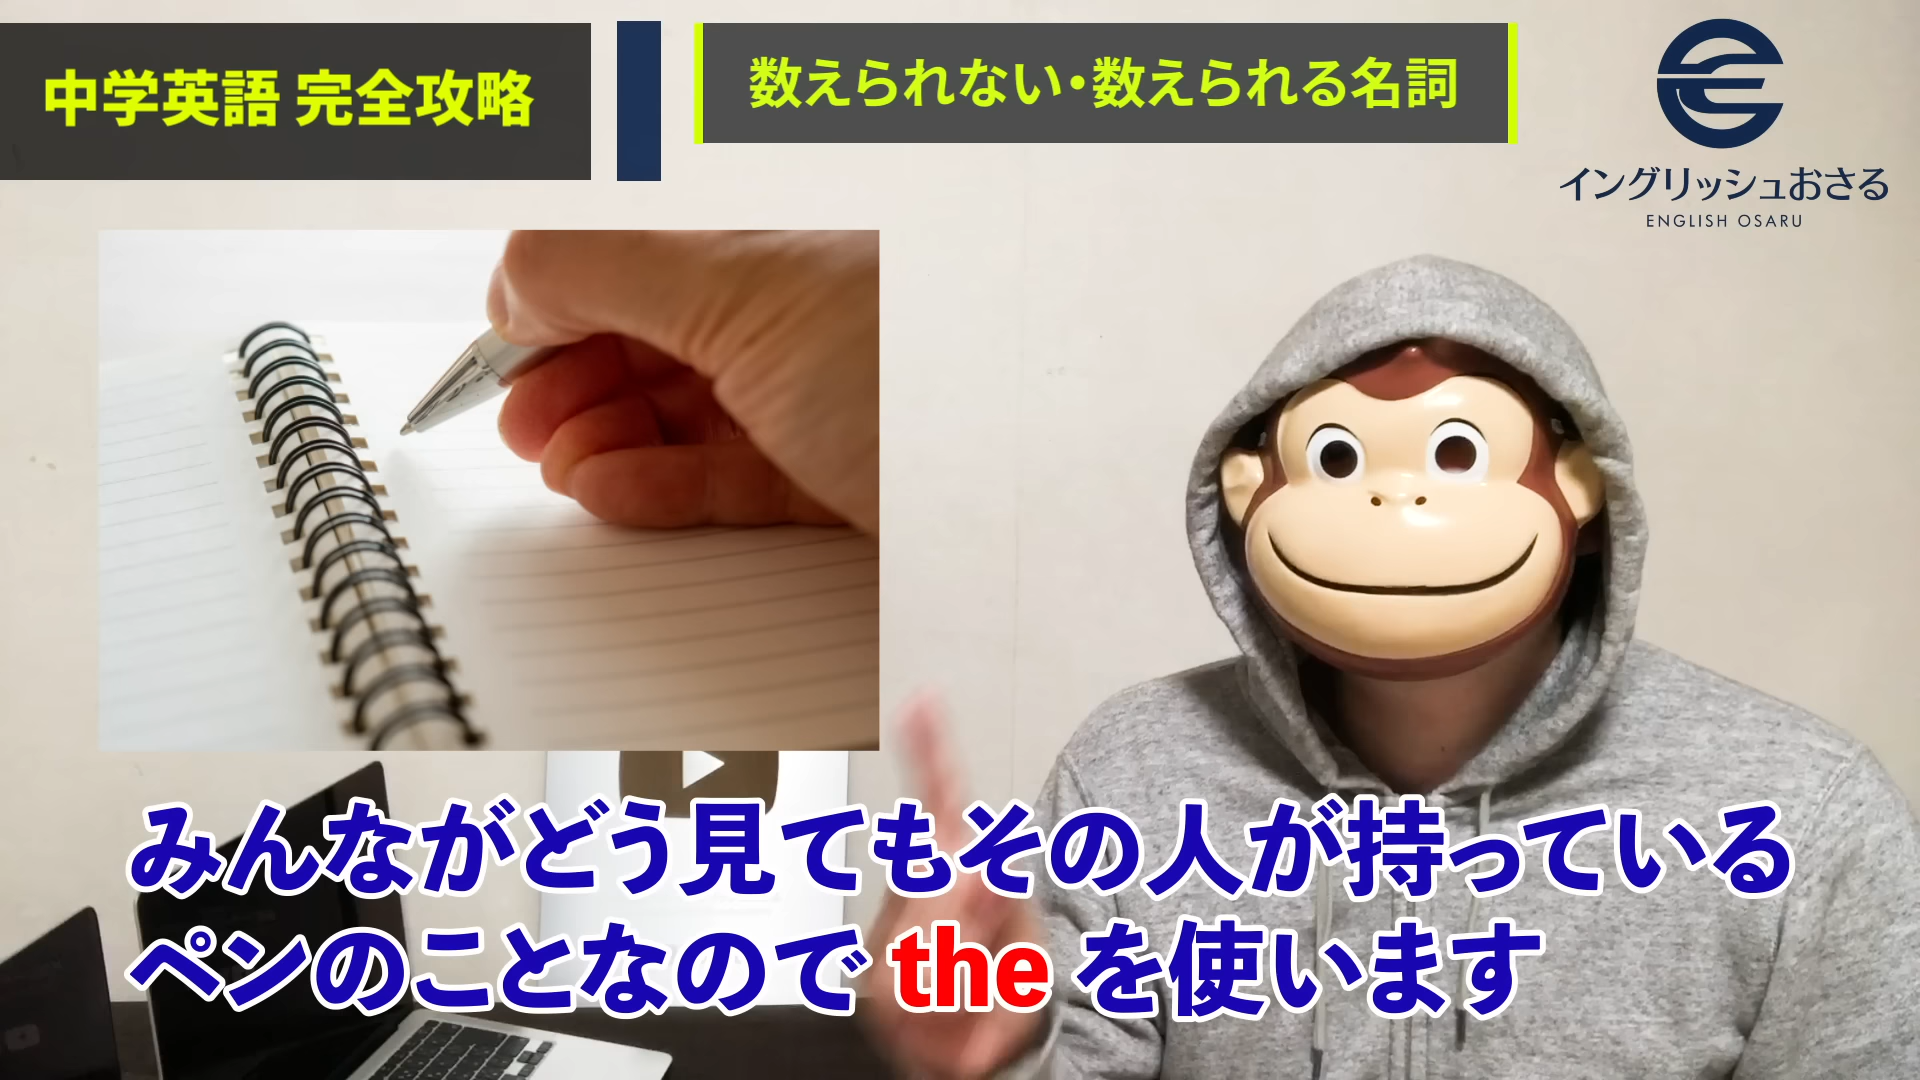 中学英語 完全攻略
数えられない・数えられる名詞
イングリッシュおさる
ENGLISH OSARU
みんながどう見てもその人が持っている
ペンのことなので the を使います